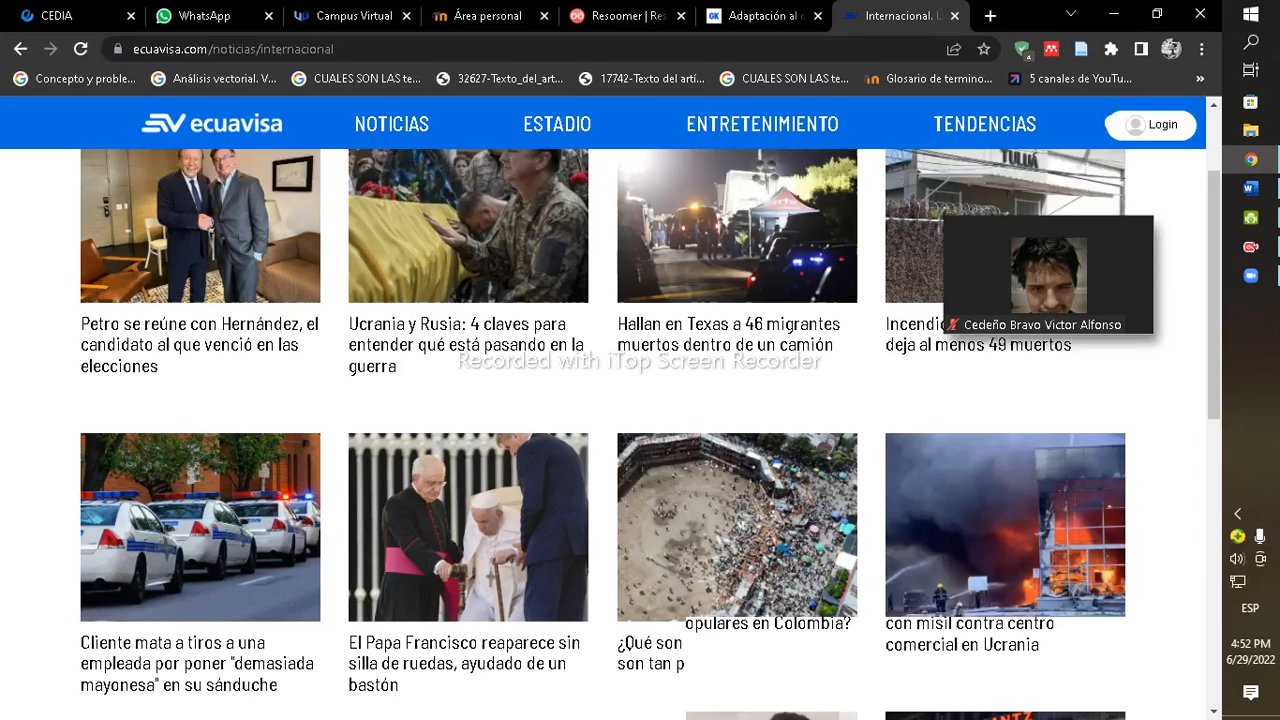 CEDIA
WhatsApp
Campus Virtual
Área personal
Resoomer | Res
Adaptación al c
Internacional. Ú
ecuavisa.com/noticias/internacional
Concepto y proble...
Análisis vectorial. V...
CUALES SON LAS te...
32627-Texto_del_art...
17742-Texto del artí...
CUALES SON LAS te...
Glosario de termino...
5 canales de YouTu...
4
ecuavisa
NOTICIAS
ESTADIO
ENTRETENIMIENTO
TENDENCIAS
Login
TULUÁ
Petro se reúne con Hernández, el
candidato al que venció en las
elecciones
Ucrania y Rusia: 4 claves para
entender qué está pasando en la
guerra
Hallan en Texas a 46 migrantes
muertos dentro de un camión
Incendio
deja al menos 49 muertos
Cedeño Bravo Victor Alfonso
Recorded with iTop Screen Recorder
Cliente mata a tiros a una
empleada por poner "demasiada
mayonesa" en su sánduche
El Papa Francisco reaparece sin
silla de ruedas, ayudado de un
bastón
opulares en Colombia?
¿Qué son
son tan p
con misil contra centro
comercial en Ucrania
ESP
4:52 PM
6/29/2022